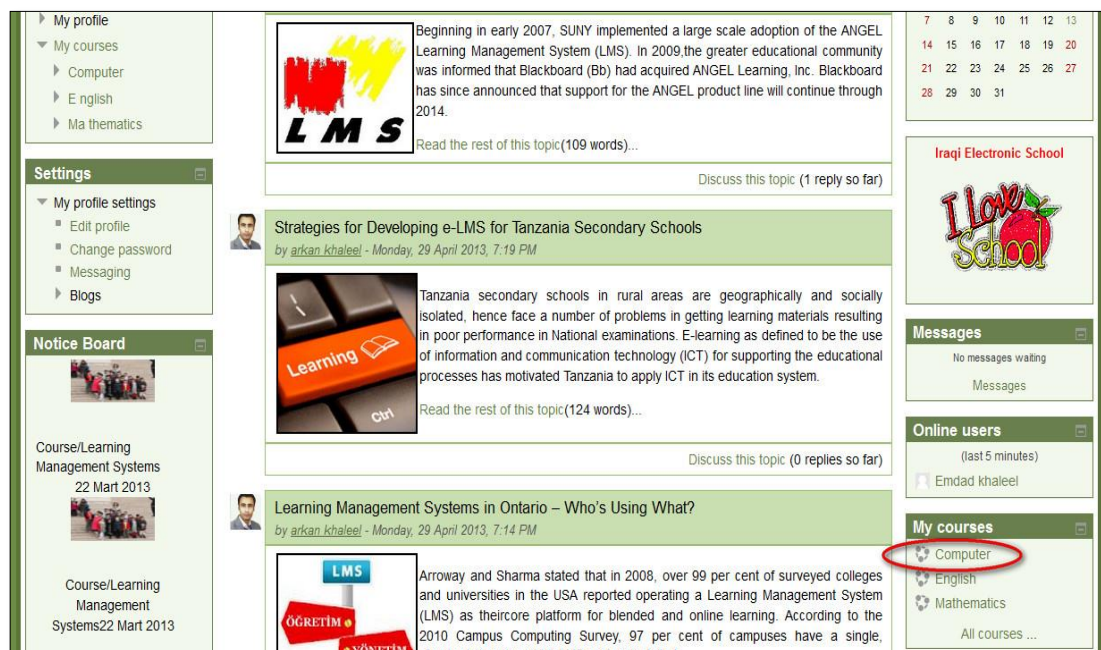 My profile
My courses
Computer
E nglish
Ma thematics
Settings
My profile settings
Edit profile
Change password
Messaging
Blogs
Notice Board
Course/Learning
Management Systems
22 Mart 2013
Course/Learning
Management
Systems22 Mart 2013
LMS
Beginning in early 2007, SUNY implemented a large scale adoption of the ANGEL
Learning Management System (LMS). In 2009,the greater educational community
was informed that Blackboard (Bb) had acquired ANGEL Learning, Inc. Blackboard
has since announced that support for the ANGEL product line will continue through
2014.
Read the rest of this topic(109 words)...
Discuss this topic (1 reply so far)
Strategies for Developing e-LMS for Tanzania Secondary Schools
by arkan khaleel - Monday, 29 April 2013, 7:19 PM
Learning
Ctrl
Tanzania secondary schools in rural areas are geographically and socially
isolated, hence face a number of problems in getting learning materials resulting
in poor performance in National examinations. E-learning as defined to be the use
of information and communication technology (ICT) for supporting the educational
processes has motivated Tanzania to apply ICT in its education system.
Read the rest of this topic(124 words)...
Discuss this topic (0 replies so far)
Learning Management Systems in Ontario – Who's Using What?
by arkan khaleel - Monday, 29 April 2013, 7:14 PM
LMS
ÖĞRETİM
YÖNETİM
Arroway and Sharma stated that in 2008, over 99 per cent of surveyed colleges
and universities in the USA reported operating a Learning Management System
(LMS) as theircore platform for blended and online learning. According to the
2010 Campus Computing Survey, 97 per cent of campuses have a single,
7 8 9 10 11 12 13
14 15 16 17 18 19 20
21 22 23 24 25 26 27
28 29 30 31
Iraqi Electronic School
I Love
School
Messages
No messages waiting
Messages
Online users
(last 5 minutes)
Emdad khaleel
My courses
Computer
English
Mathematics
All courses ...